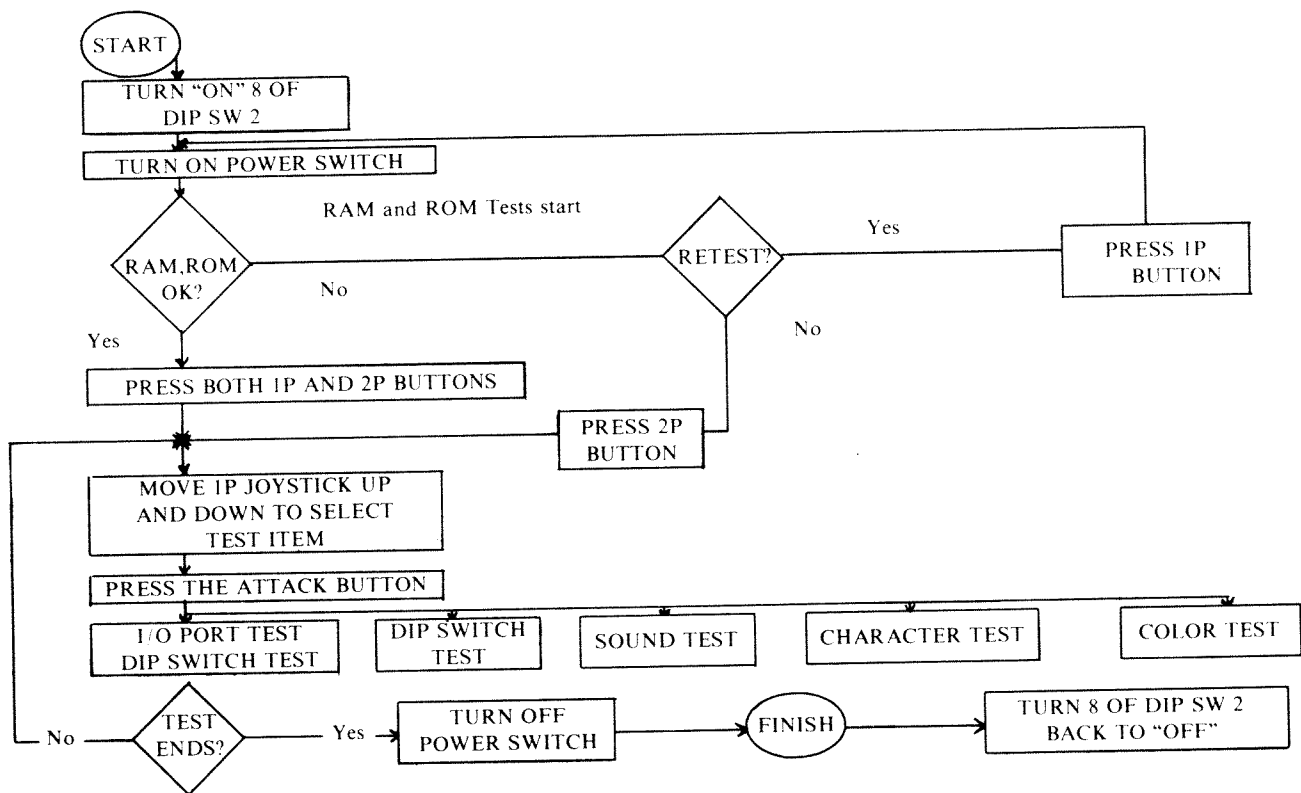 START
TURN “ON” 8 OF
DIP SW 2
TURN ON POWER SWITCH
RAM and ROM Tests start
RAM,ROM
OK?
No
RETEST?
Yes
PRESS 1P
BUTTON
No
Yes
PRESS BOTH 1P AND 2P BUTTONS
PRESS 2P
BUTTON
MOVE 1P JOYSTICK UP
AND DOWN TO SELECT
TEST ITEM
PRESS THE ATTACK BUTTON
I/O PORT TEST
DIP SWITCH TEST
DIP SWITCH
TEST
SOUND TEST
CHARACTER TEST
COLOR TEST
No
TEST
ENDS?
Yes
TURN OFF
POWER SWITCH
FINISH
TURN 8 OF DIP SW 2
BACK TO “OFF”